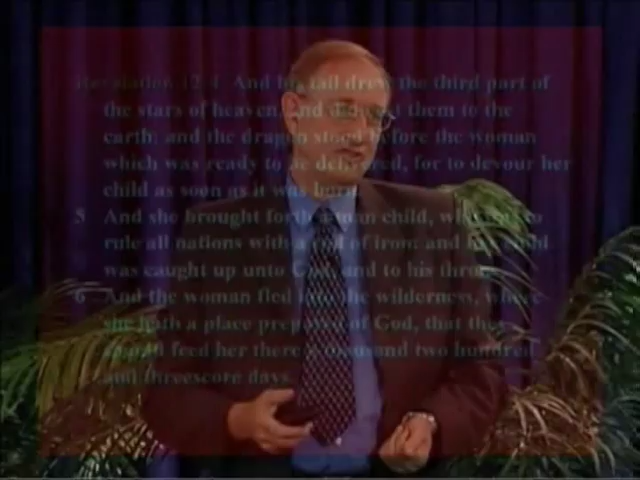 Revelation 12:4 And his tail drew the third part of
the stars of heaven, and did cast them to the
earth: and the dragon stood before the woman
which was ready to be delivered, for to devour her
child as soon as it was born.
5 And she brought forth a man child, who was to
rule all nations with a rod of iron: and her child
was caught up unto God, and to his throne.
6 And the woman fled into the wilderness, where
she hath a place prepared of God, that they
should feed her there a thousand two hundred
and threescore days.